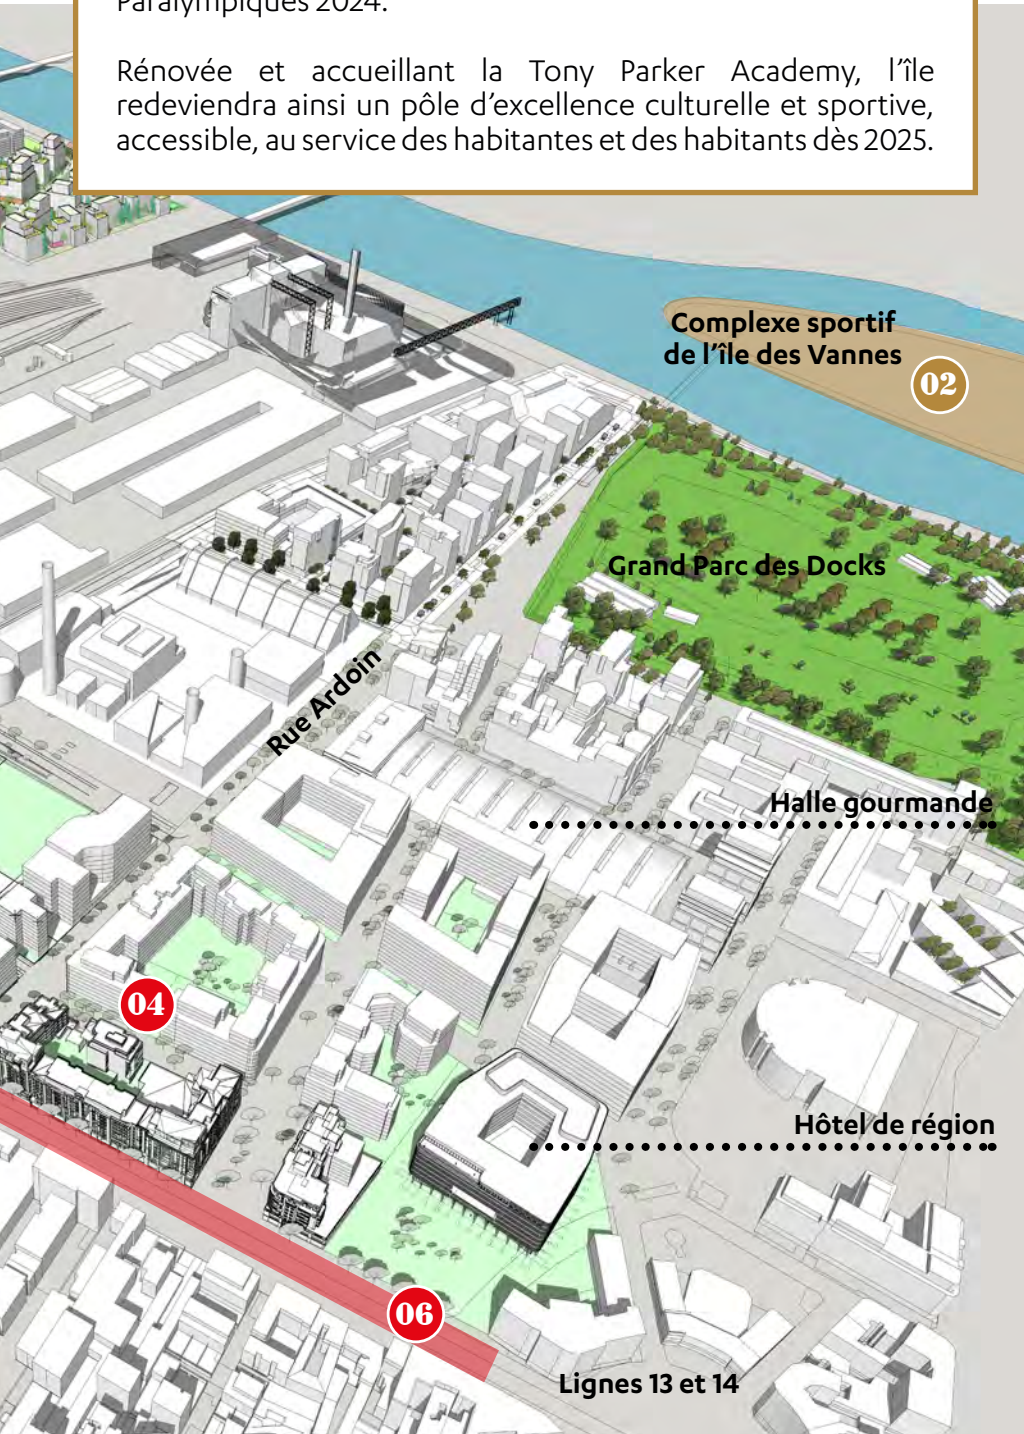 Paralympiques 2024.
Rénovée et accueillant la Tony Parker Academy, l’île
redeviendra ainsi un pôle d’excellence culturelle et sportive,
accessible, au service des habitantes et des habitants dès 2025.
Complexe sportif
de l’île des Vannes
02
Grand Parc des Docks
Rue Ardoin
Halle gourmande
04
Hôtel de région
06
Lignes 13 et 14